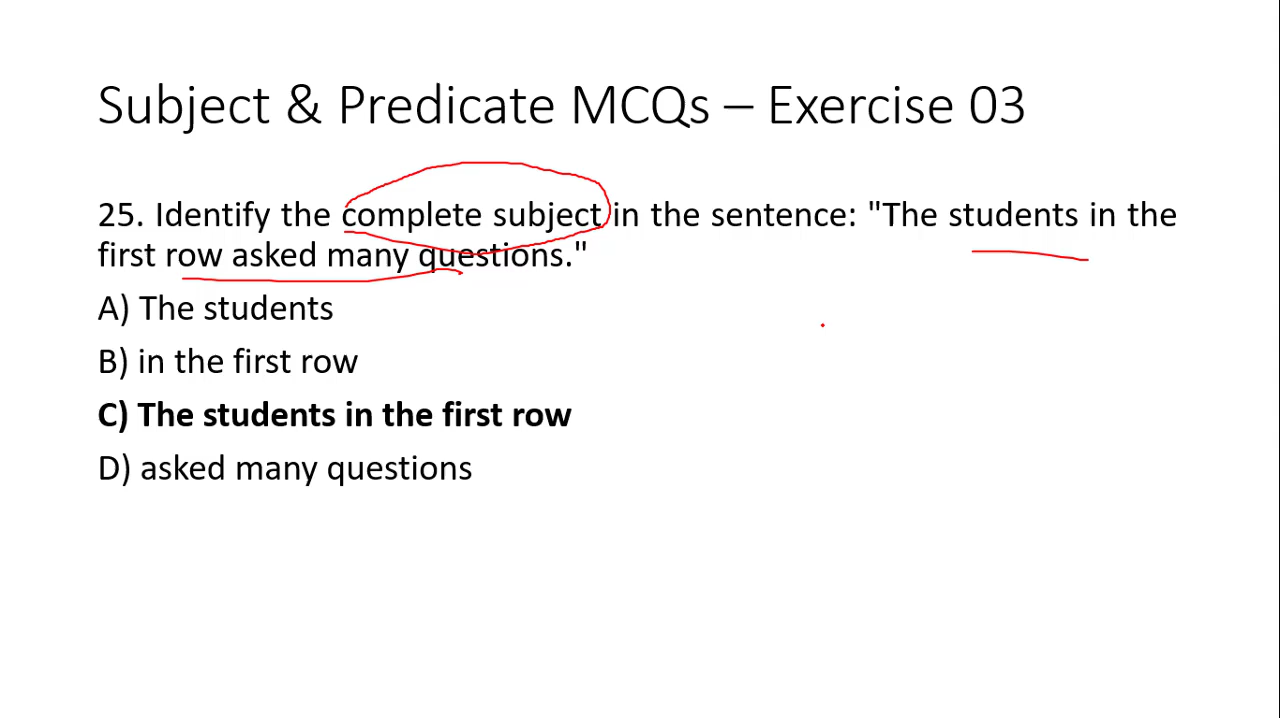 Subject & Predicate MCQs – Exercise 03
25. Identify the complete subject in the sentence: "The students in the
first row asked many questions."
A) The students
B) in the first row
C) The students in the first row
D) asked many questions